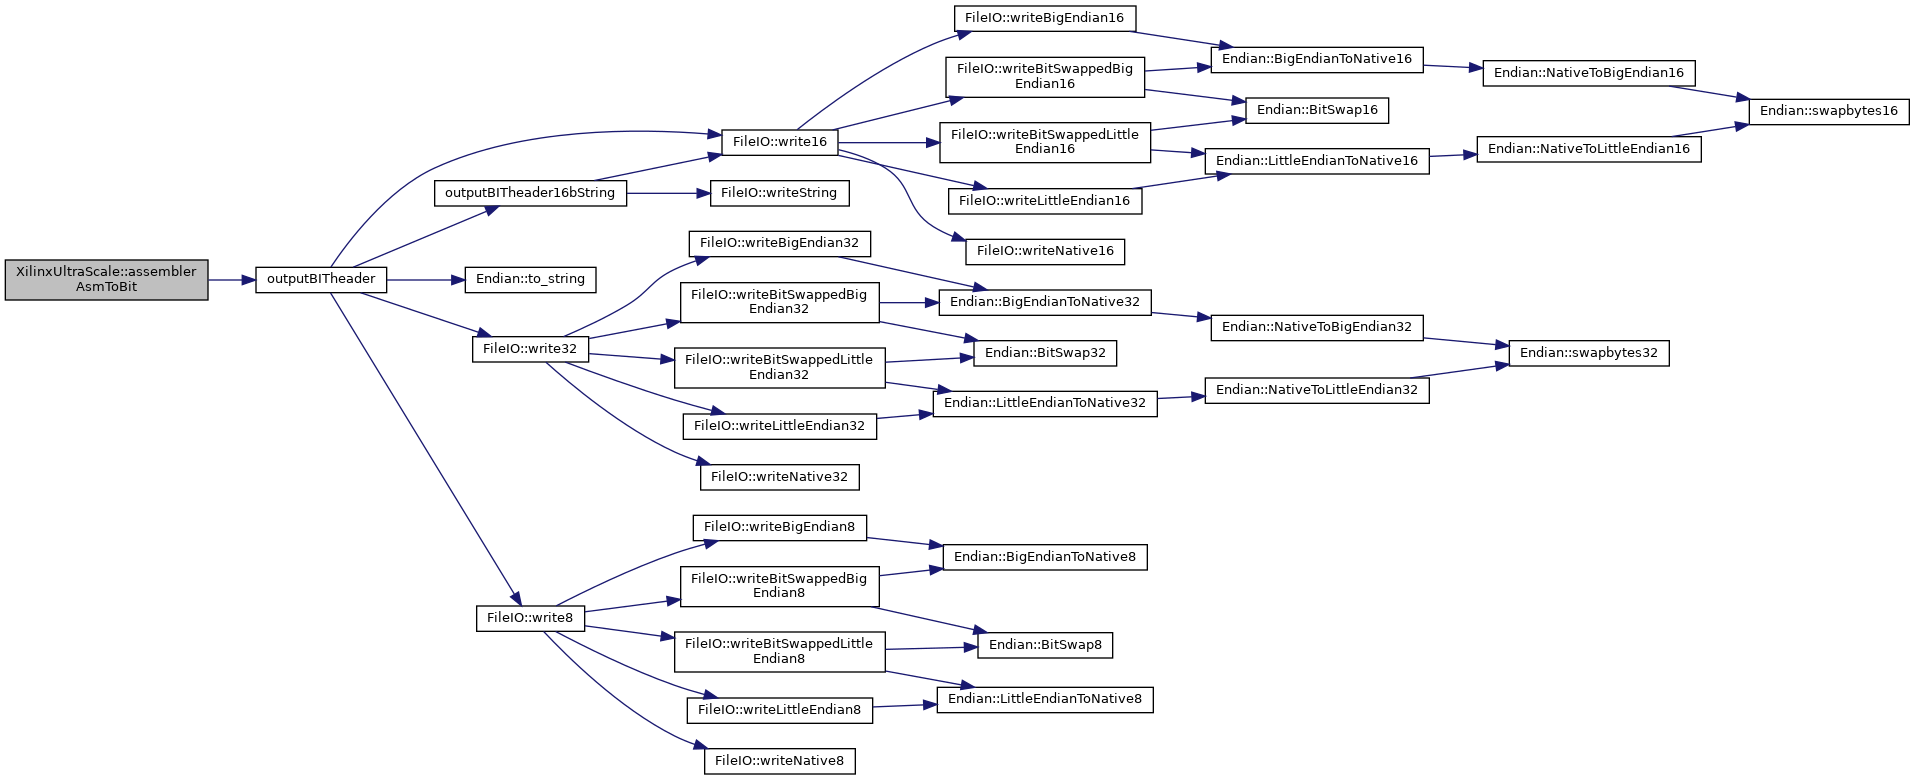 XilinxUltraScale::assembler
AsmToBit
outputBITheader
outputBITheader16bString
Endian::to_string
FileIO::write16
FileIO::writeString
FileIO::write32
FileIO::write8
FileIO::writeBigEndian16
FileIO::writeBitSwappedBig
Endian16
FileIO::writeBitSwappedLittle
Endian16
FileIO::writeLittleEndian16
FileIO::writeNative16
Endian::BigEndianToNative16
Endian::BitSwap16
Endian::LittleEndianToNative16
Endian::NativeToBigEndian16
Endian::NativeToLittleEndian16
Endian::swapbytes16
FileIO::writeBigEndian32
FileIO::writeBitSwappedBig
Endian32
FileIO::writeBitSwappedLittle
Endian32
FileIO::writeLittleEndian32
FileIO::writeNative32
Endian::BigEndianToNative32
Endian::BitSwap32
Endian::LittleEndianToNative32
Endian::NativeToBigEndian32
Endian::NativeToLittleEndian32
Endian::swapbytes32
FileIO::writeBigEndian8
FileIO::writeBitSwappedBig
Endian8
FileIO::writeBitSwappedLittle
Endian8
FileIO::writeLittleEndian8
FileIO::writeNative8
Endian::BigEndianToNative8
Endian::BitSwap8
Endian::LittleEndianToNative8